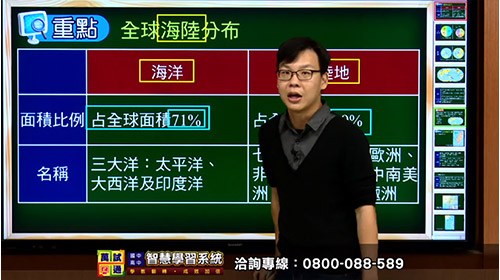 重點
全球海陸分布
海洋
陸地
面積比例
占全球面積71%
名稱
三大洋：太平洋、
大西洋及印度洋
歐洲、
非
中南美
洲
智慧學習系統
洽詢專線：0800-088-589